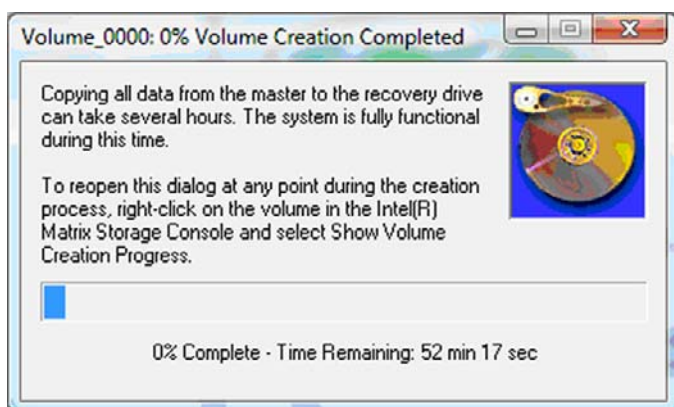 Volume_0000: 0% Volume Creation Completed
Copying all data from the master to the recovery drive
can take several hours. The system is fully functional
during this time.
To reopen this dialog at any point during the creation
process, right-click on the volume in the Intel(R)
Matrix Storage Console and select Show Volume
Creation Progress.
0% Complete - Time Remaining: 52 min 17 sec